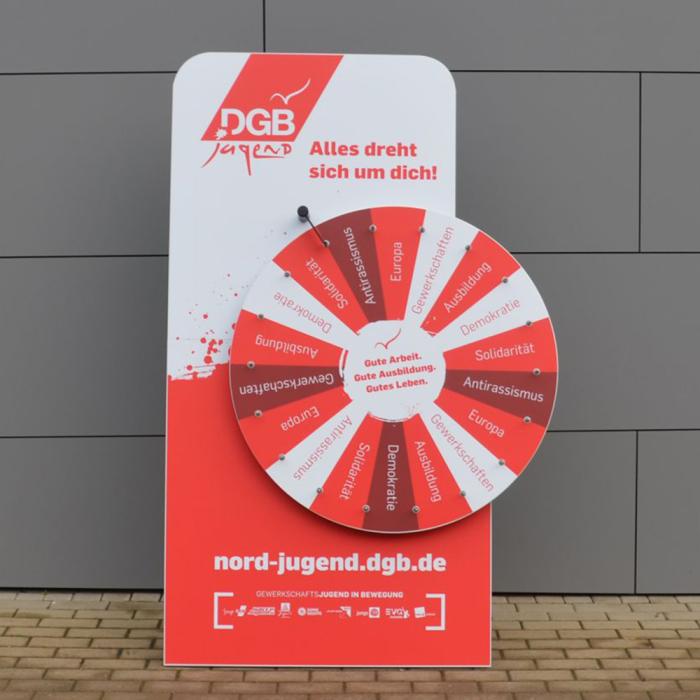 DGB
jugend
Alles dreht
sich um dich!
Antirassismus
Europa
Gewerkschaften
Ausbildung
Demokratie
Solidarität
Antirassismus
Europa
Gewerkschaften
Ausbildung
Demokratie
Solidarität
Antirassismus
Europa
Gewerkschaften
Ausbildung
Demokratie
Solidarität
Gute Arbeit.
Gute Ausbildung.
Gutes Leben.
nord-jugend.dgb.de
GEWERKSCHAFTSJUGEND IN BEWEGUNG